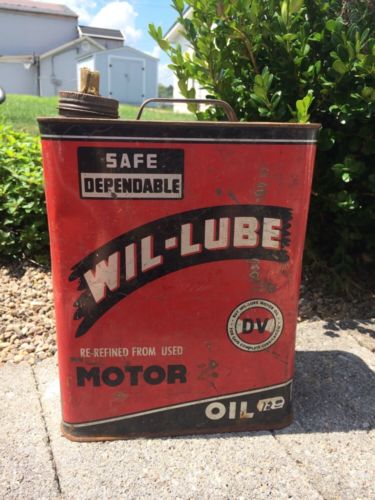 SAFE
DEPENDABLE
WIL-LUBE
DV
RE-REFINED FROM USED
MOTOR
OIL